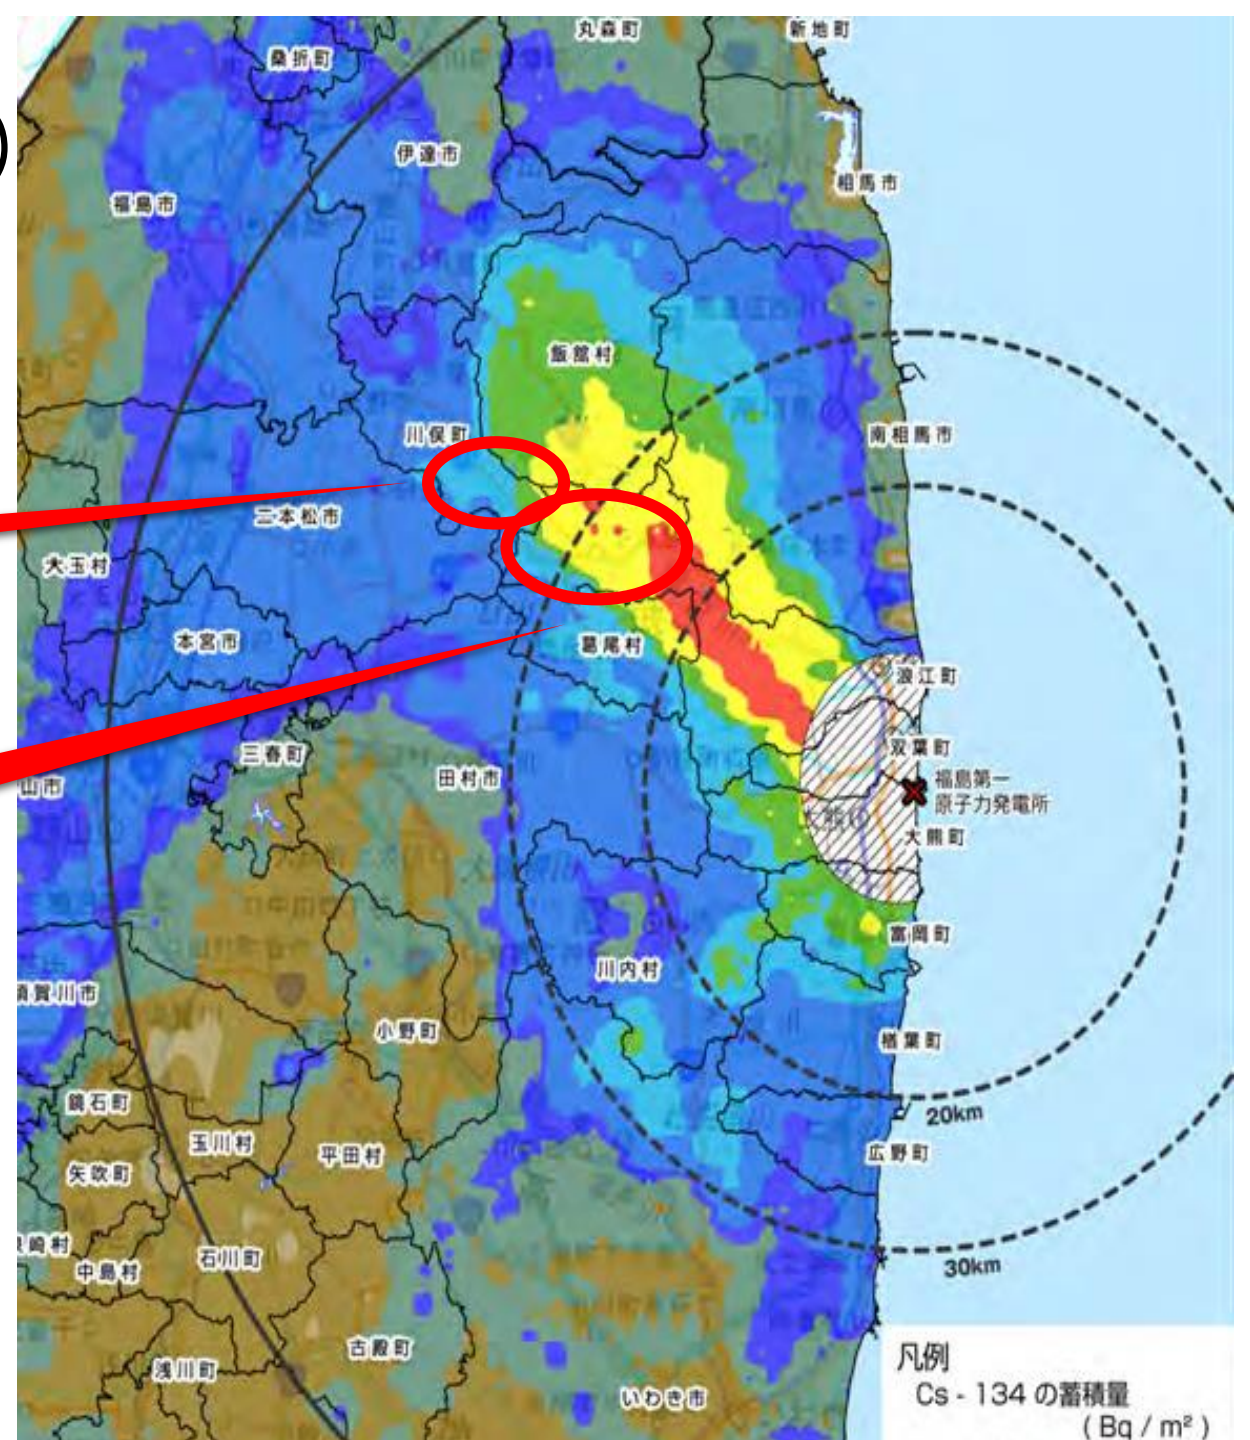 )
丸森町
新地町
桑折町
伊達市
相馬市
福島市
飯舘村
川俣町
南相馬市
二本松市
大玉村
本宮市
葛尾村
浪江町
三春町
双葉町
田村市
福島第一
原子力発電所
山市
大熊町
富岡町
川内村
須賀川市
小野町
楢葉町
鏡石町
20km
玉川村
平田村
広野町
矢吹町
崎村
石川町
中島村
30km
古殿町
浅川町
いわき市
凡例
Cs - 134 の蓄積量
( Bq / m² )